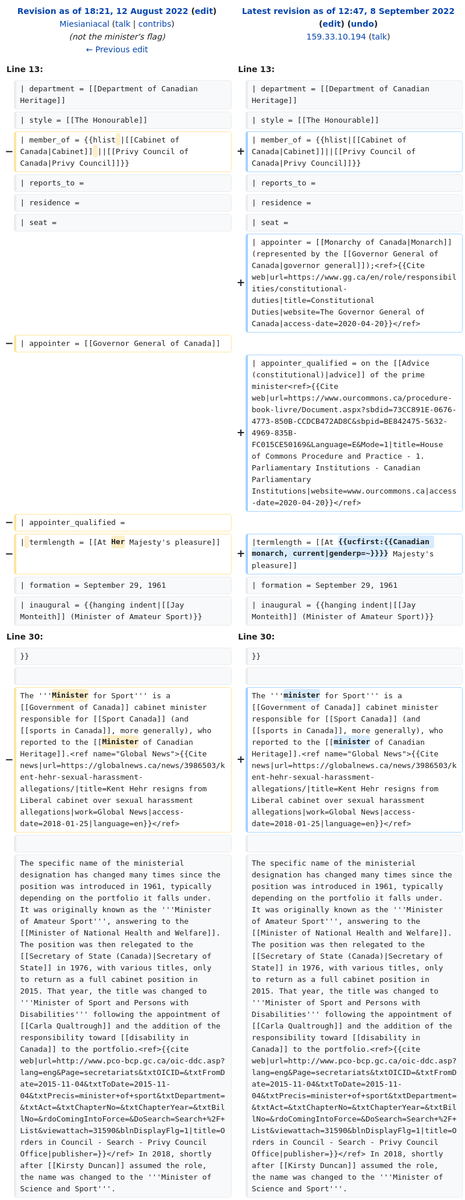 Revision as of 18:21, 12 August 2022 (edit)
Miesianiacal (talk | contribs)
(not the minister's flag)
← Previous edit
Latest revision as of 12:47, 8 September 2022
(edit) (undo)
159.33.10.194 (talk)
Line 13:
Line 13:
| department = [[Department of Canadian
Heritage]]
| department = [[Department of Canadian
Heritage]]
| style = [[The Honourable]]
| style = [[The Honourable]]
− | member_of = {{hlist |[[Cabinet of
Canada|Cabinet]] ||[[Privy Council of
Canada|Privy Council]]}}
+ | member_of = {{hlist|[[Cabinet of
Canada|Cabinet]]||[[Privy Council of
Canada|Privy Council]]}}
| reports_to =
| reports_to =
| residence =
| residence =
| seat =
| seat =
+ | appointer = [[Monarchy of Canada|Monarch]]
(represented by the [[Governor General of
Canada|governor general]]);<ref>{{Cite
web|url=https://www.gg.ca/en/role/responsibil
ities/constitutional-
duties|title=Constitutional
Duties|website=The Governor General of
Canada|access-date=2020-04-20}}</ref>
− | appointer = [[Governor General of Canada]]
+ | appointer_qualified = on the [[Advice
(constitutional)|advice]] of the prime
minister<ref>{{Cite
web|url=https://www.ourcommons.ca/procedure-
book-livre/Document.aspx?sbdid=73CC891E-0676-
4773-850B-CCDCB472AD8C&sbpid=BE842475-5632-
4969-835B-
FC015CE50169&Language=E&Mode=1|title=House
of Commons Procedure and Practice - 1.
Parliamentary Institutions - Canadian
Parliamentary
Institutions|website=www.ourcommons.ca|access
-date=2020-04-20}}</ref>
− | appointer_qualified =
− | termlength = [[At Her Majesty's pleasure]]
+ |termlength = [[At {{ucfirst:{{Canadian
monarch, current|genderp=~}}}} Majesty's
pleasure]]
| formation = September 29, 1961
| formation = September 29, 1961
| inaugural = {{hanging indent|[[Jay
Monteith]] (Minister of Amateur Sport)}}
| inaugural = {{hanging indent|[[Jay
Monteith]] (Minister of Amateur Sport)}}
Line 30:
Line 30:
}}
}}
− The '''Minister for Sport''' is a
[[Government of Canada]] cabinet minister
responsible for [[Sport Canada]] (and
[[sports in Canada]], more generally), who
reported to the [[Minister of Canadian
Heritage]].<ref name="Global News">{{Cite
news|url=https://globalnews.ca/news/3986503/k
ent-hehr-sexual-harassment-
allegations/|title=Kent Hehr resigns from
Liberal cabinet over sexual harassment
allegations|work=Global News|access-
date=2018-01-25|language=en}}</ref>
+ The '''minister for Sport''' is a
[[Government of Canada]] cabinet minister
responsible for [[Sport Canada]] (and
[[sports in Canada]], more generally), who
reported to the [[minister of Canadian
Heritage]].<ref name="Global News">{{Cite
news|url=https://globalnews.ca/news/3986503/k
ent-hehr-sexual-harassment-
allegations/|title=Kent Hehr resigns from
Liberal cabinet over sexual harassment
allegations|work=Global News|access-
date=2018-01-25|language=en}}</ref>
The specific name of the ministerial
designation has changed many times since the
position was introduced in 1961, typically
depending on the portfolio it falls under.
It was originally known as the '''Minister
of Amateur Sport''', answering to the
[[Minister of National Health and Welfare]].
The position was then relegated to the
[[Secretary of State (Canada)|Secretary of
State]] in 1976, with various titles, only
to return as a full cabinet position in
2015. That year, the title was changed to
'''Minister of Sport and Persons with
Disabilities''' following the appointment of
[[Carla Qualtrough]] and the addition of the
responsibility toward [[disability in
Canada]] to the portfolio.<ref>{{cite
web|url=http://www.pco-bcp.gc.ca/oic-ddc.asp?
lang=eng&Page=secretariats&txtOICID=&txtFromD
ate=2015-11-04&txtToDate=2015-11-
04&txtPrecis=minister+of+sport&txtDepartment=
&txtAct=&txtChapterNo=&txtChapterYear=&txtBil
lNo=&rdoComingIntoForce=&DoSearch=Search+%2F+
List&viewattach=31590&blnDisplayFlg=1|title=O
rders in Council - Search - Privy Council
Office|publisher=}}</ref> In 2018, shortly
after [[Kirsty Duncan]] assumed the role,
the name was changed to the '''Minister of
Science and Sport'''.
The specific name of the ministerial
designation has changed many times since the
position was introduced in 1961, typically
depending on the portfolio it falls under.
It was originally known as the '''Minister
of Amateur Sport''', answering to the
[[Minister of National Health and Welfare]].
The position was then relegated to the
[[Secretary of State (Canada)|Secretary of
State]] in 1976, with various titles, only
to return as a full cabinet position in
2015. That year, the title was changed to
'''Minister of Sport and Persons with
Disabilities''' following the appointment of
[[Carla Qualtrough]] and the addition of the
responsibility toward [[disability in
Canada]] to the portfolio.<ref>{{cite
web|url=http://www.pco-bcp.gc.ca/oic-ddc.asp?
lang=eng&Page=secretariats&txtOICID=&txtFromD
ate=2015-11-04&txtToDate=2015-11-
04&txtPrecis=minister+of+sport&txtDepartment=
&txtAct=&txtChapterNo=&txtChapterYear=&txtBil
lNo=&rdoComingIntoForce=&DoSearch=Search+%2F+
List&viewattach=31590&blnDisplayFlg=1|title=O
rders in Council - Search - Privy Council
Office|publisher=}}</ref> In 2018, shortly
after [[Kirsty Duncan]] assumed the role,
the name was changed to the '''Minister of
Science and Sport'''.